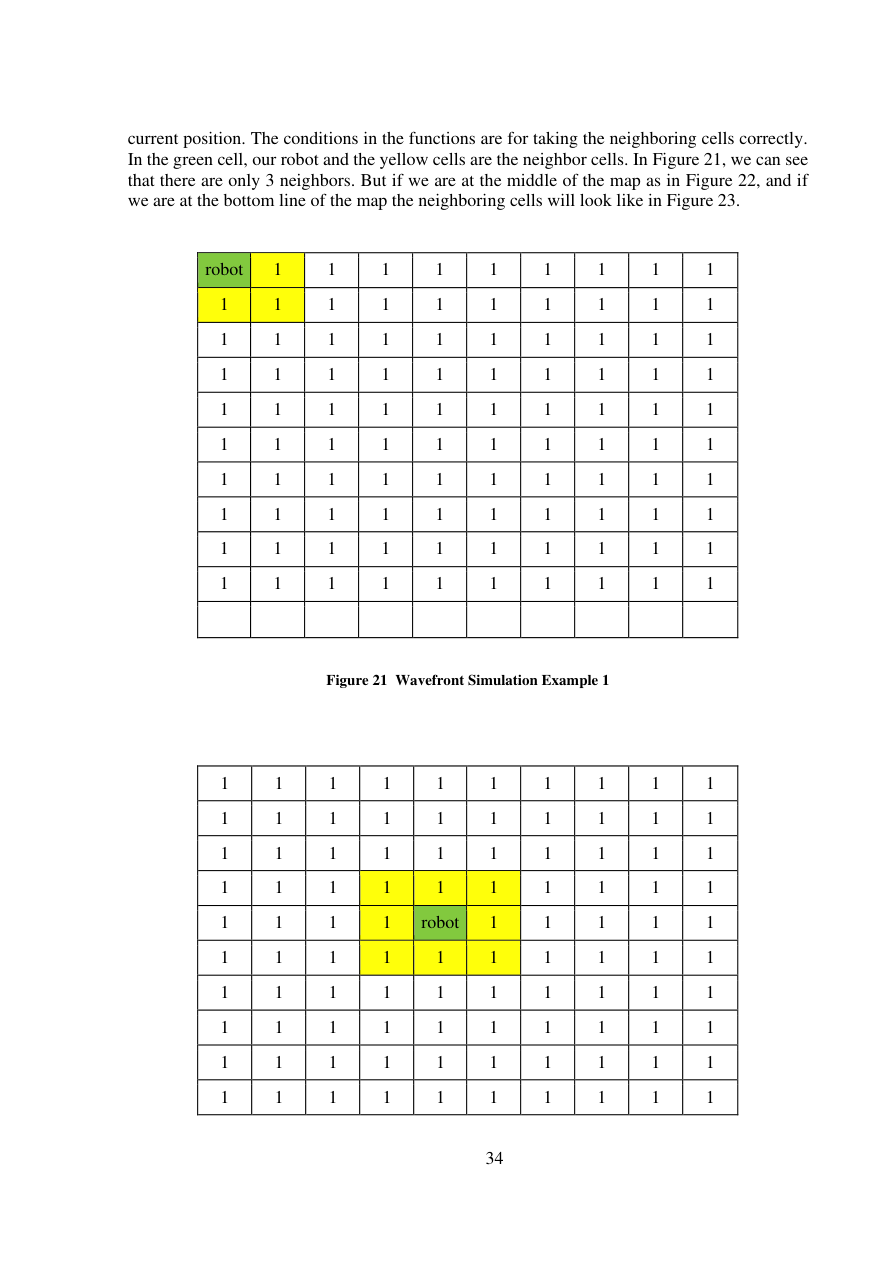 current position. The conditions in the functions are for taking the neighboring cells correctly.
In the green cell, our robot and the yellow cells are the neighbor cells. In Figure 21, we can see
that there are only 3 neighbors. But if we are at the middle of the map as in Figure 22, and if
we are at the bottom line of the map the neighboring cells will look like in Figure 23.
robot 1 1 1 1 1 1 1 1 1
1 1 1 1 1 1 1 1 1 1
1 1 1 1 1 1 1 1 1 1
1 1 1 1 1 1 1 1 1 1
1 1 1 1 1 1 1 1 1 1
1 1 1 1 1 1 1 1 1 1
1 1 1 1 1 1 1 1 1 1
1 1 1 1 1 1 1 1 1 1
1 1 1 1 1 1 1 1 1 1
1 1 1 1 1 1 1 1 1 1
Figure 21 Wavefront Simulation Example 1
1 1 1 1 1 1 1 1 1 1
1 1 1 1 1 1 1 1 1 1
1 1 1 1 1 1 1 1 1 1
1 1 1 1 1 1 1 1 1 1
1 1 1 1 robot 1 1 1 1 1
1 1 1 1 1 1 1 1 1 1
1 1 1 1 1 1 1 1 1 1
1 1 1 1 1 1 1 1 1 1
1 1 1 1 1 1 1 1 1 1
1 1 1 1 1 1 1 1 1 1
34